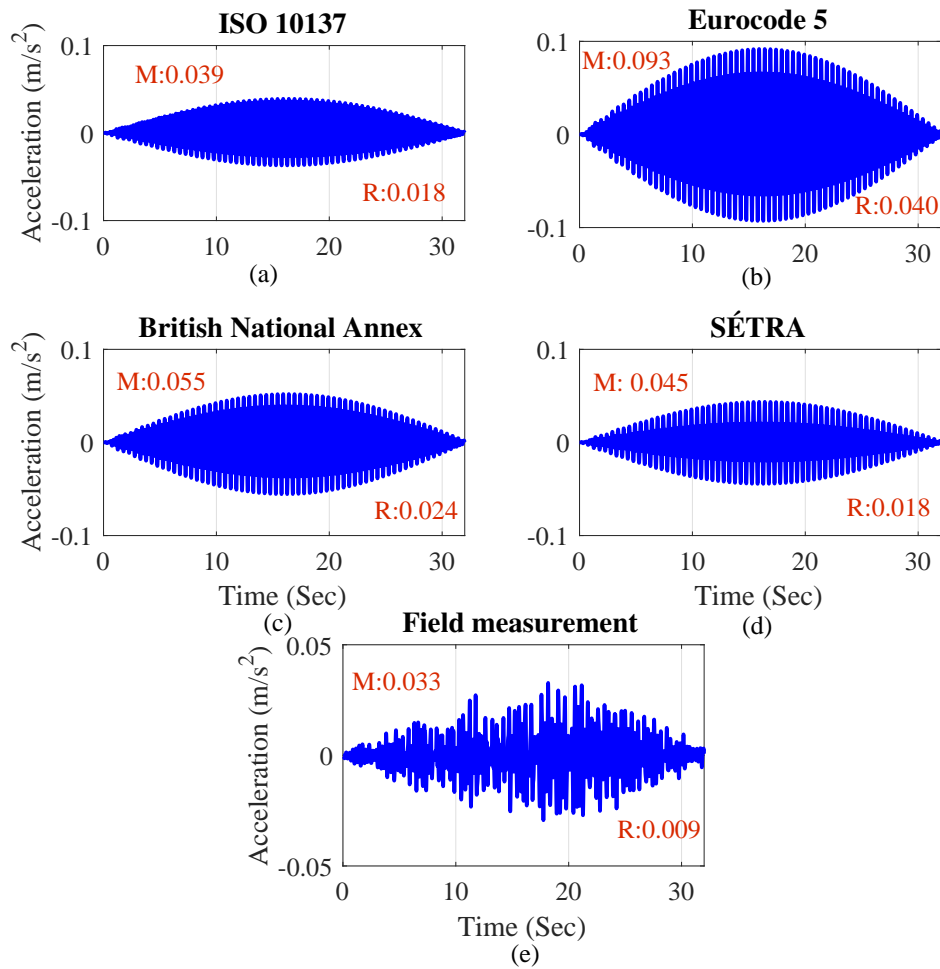 ISO 10137
Eurocode 5
Acceleration (m/s²)
0.1
0
-0.1
M:0.039
R:0.018
0 10 20 30
(a)
0.1
0
-0.1
M:0.093
R:0.040
0 10 20 30
(b)
British National Annex
SÉTRA
Acceleration (m/s²)
0.1
0
-0.1
M:0.055
R:0.024
0 10 20 30
Time (Sec)
(c)
0.1
0
-0.1
M: 0.045
R:0.018
0 10 20 30
Time (Sec)
(d)
Field measurement
Acceleration (m/s²)
0.05
0
-0.05
M:0.033
R:0.009
0 10 20 30
Time (Sec)
(e)